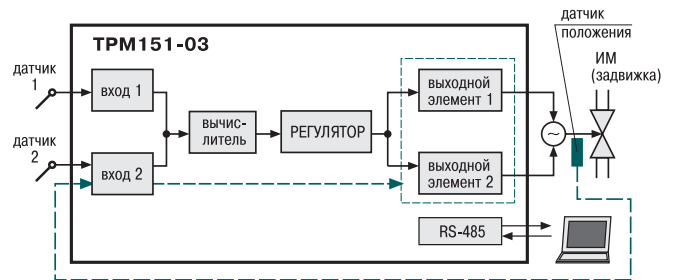 датчик
положения
ТРМ151-03
ИМ
(задвижка)
датчик
1
вход 1
выходной
элемент 1
вычис-
литель
РЕГУЛЯТОР
~
датчик
2
вход 2
выходной
элемент 2
RS-485